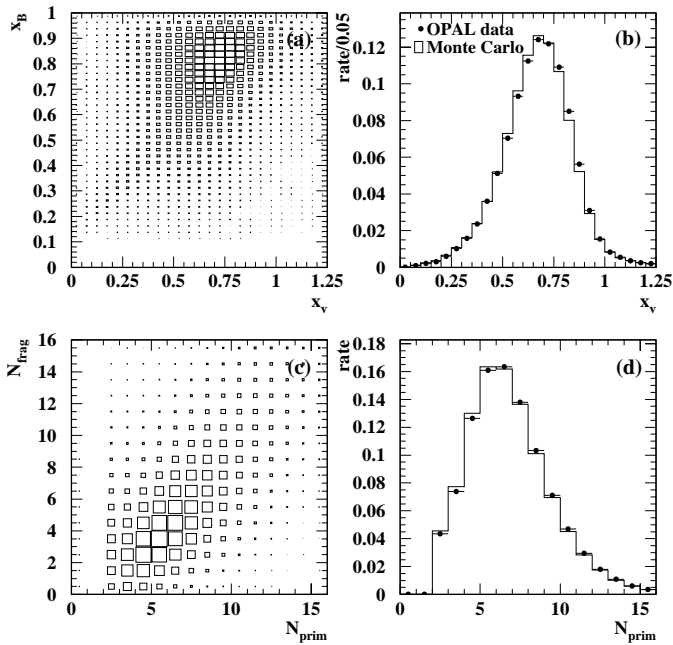 x_B
1
0.9
0.8
0.7
0.6
0.5
0.4
0.3
0.2
0.1
0
(a)
0 0.25 0.5 0.75 1 1.25
x_v
rate/0.05
0.12
0.1
0.08
0.06
0.04
0.02
0
OPAL data
Monte Carlo
(b)
0 0.25 0.5 0.75 1 1.25
x_v
N_frag
16
14
12
10
8
6
4
2
0
(c)
0 5 10 15
N_prim
rate
0.18
0.16
0.14
0.12
0.1
0.08
0.06
0.04
0.02
0
(d)
0 5 10 15
N_prim